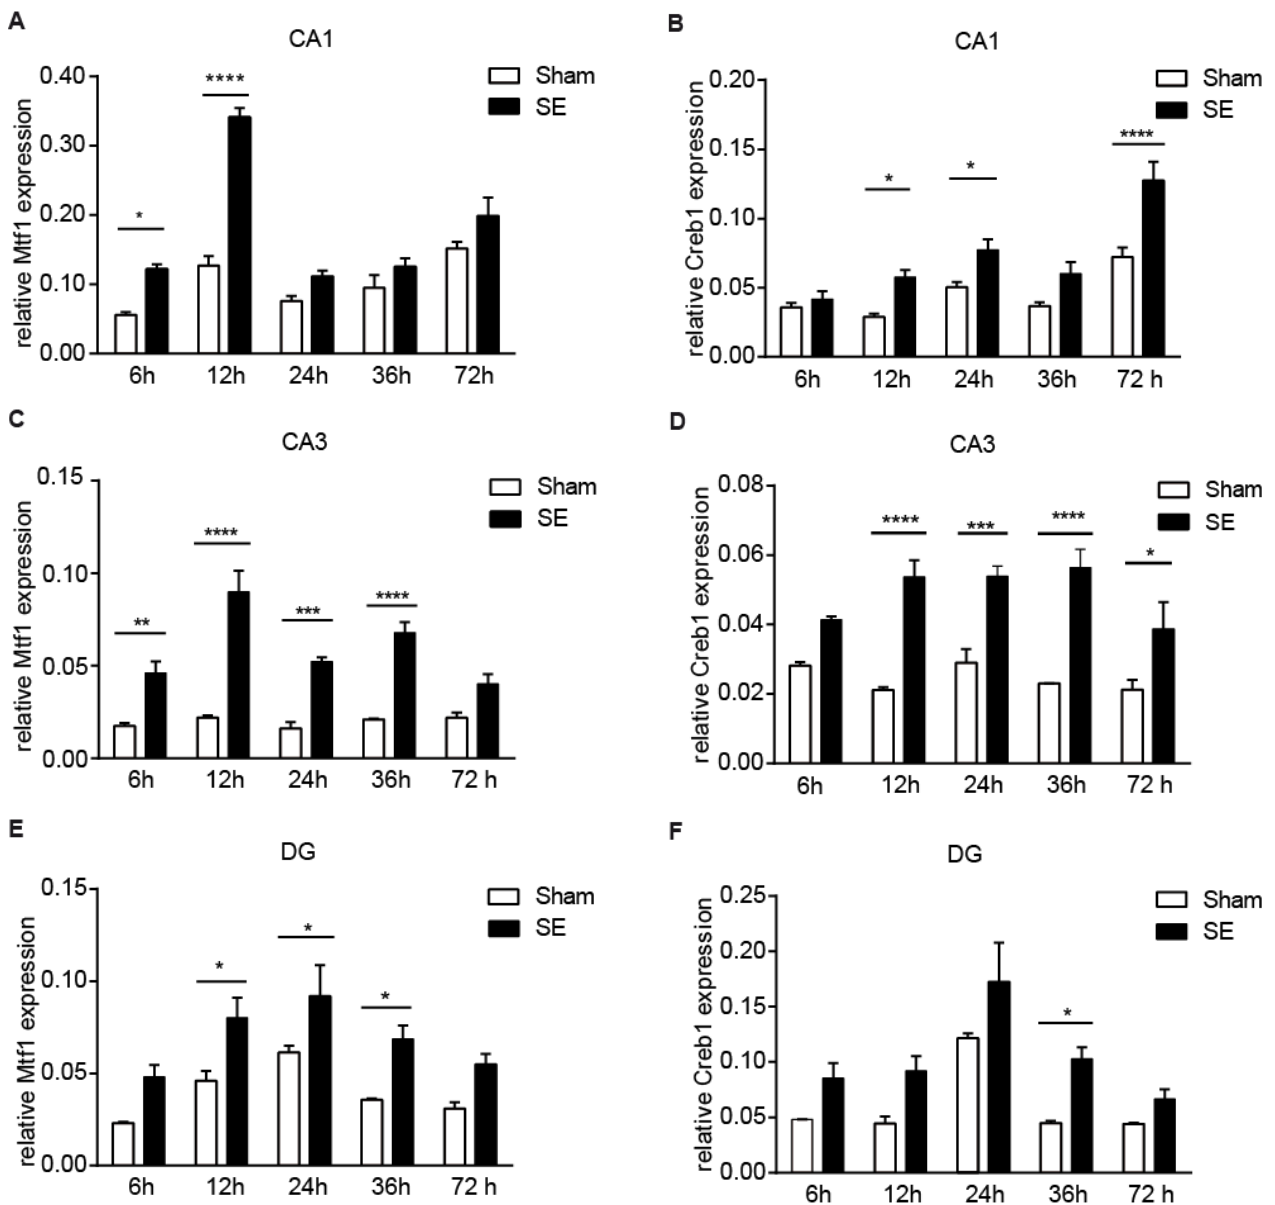 A
CA1
relative Mtf1 expression
0.40
0.30
0.20
0.10
0.00
****
*
Sham
SE
6h 12h 24h 36h 72h
B
CA1
relative Creb1 expression
0.20
0.15
0.10
0.05
0.00
* * ****
Sham
SE
6h 12h 24h 36h 72 h
C
CA3
relative Mtf1 expression
0.15
0.10
0.05
0.00
** **** *** ****
Sham
SE
6h 12h 24h 36h 72 h
D
CA3
relative Creb1 expression
0.08
0.06
0.04
0.02
0.00
**** *** **** *
Sham
SE
6h 12h 24h 36h 72 h
E
DG
relative Mtf1 expression
0.15
0.10
0.05
0.00
* * *
Sham
SE
6h 12h 24h 36h 72 h
F
DG
relative Creb1 expression
0.25
0.20
0.15
0.10
0.05
0.00
*
Sham
SE
6h 12h 24h 36h 72 h